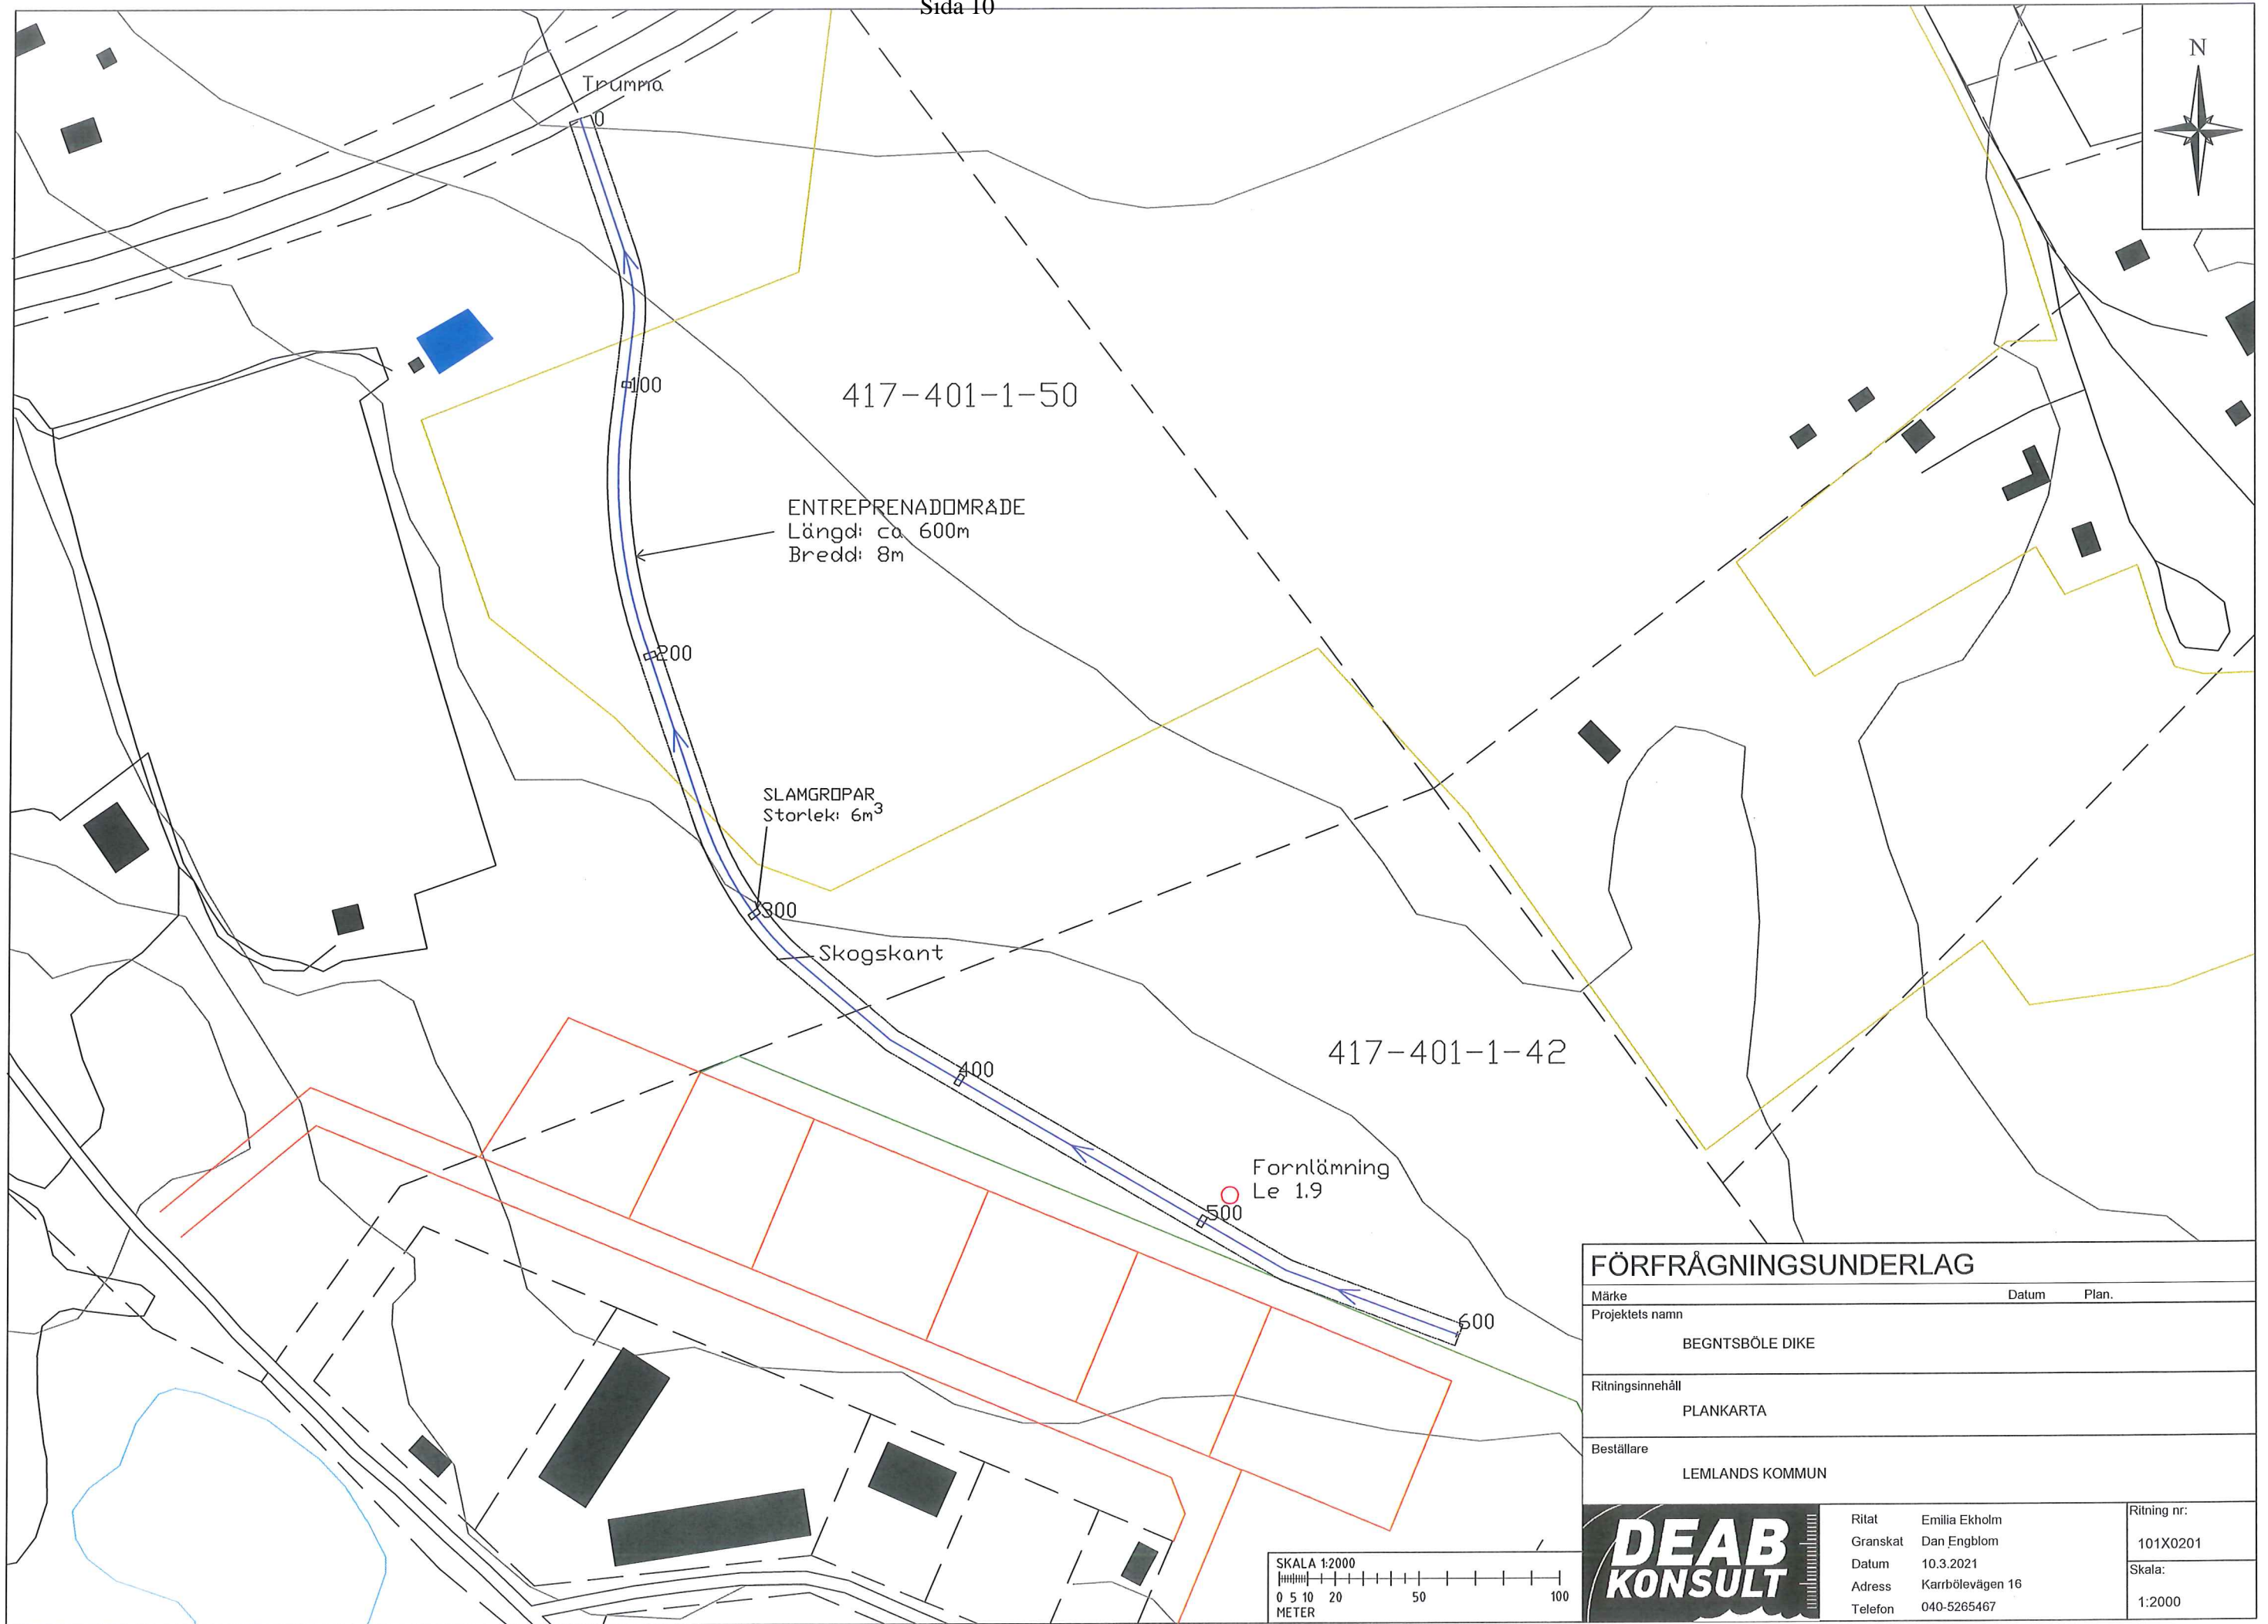 Sida 10
N
Trumma
0
100
417-401-1-50
ENTREPRENADOMRÅDE
Längd: ca 600m
Bredd: 8m
200
SLAMGROPAR
Storlek: 6m³
300
Skogskant
400
417-401-1-42
Fornlämning
Le 1.9
500
600
FÖRFRÅGNINGSUNDERLAG
Märke Datum Plan.
Projektets namn
BEGNTSBÖLE DIKE
Ritningsinnehåll
PLANKARTA
Beställare
LEMLANDS KOMMUN
DEAB
KONSULT
Ritat Emilia Ekholm
Granskat Dan Engblom
Datum 10.3.2021
Adress Karrbölevägen 16
Telefon 040-5265467
Ritning nr:
101X0201
Skala:
1:2000
SKALA 1:2000
0 5 10 20 50 100
METER